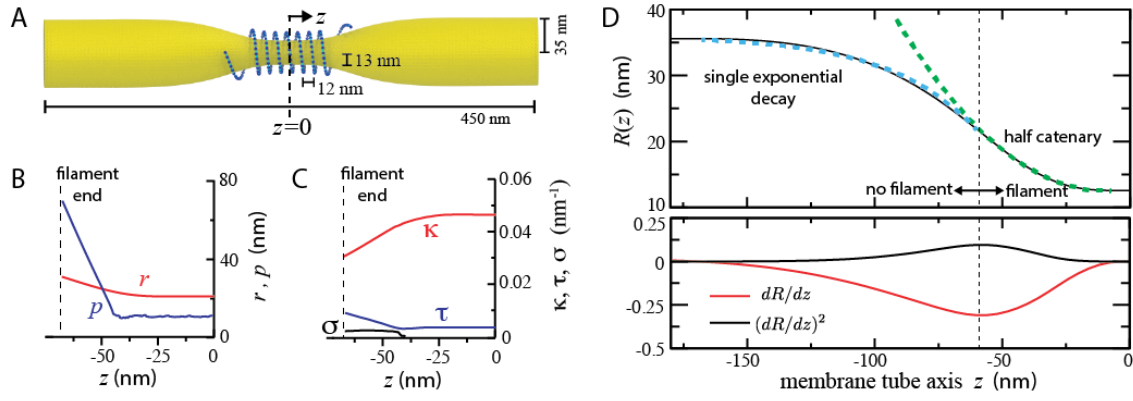 A
z
35 nm
13 nm
12 nm
z=0
450 nm
B
filament
end
80
40
0
r , p (nm)
r
p
-50
-25
0
z (nm)
C
filament
end
0.06
0.04
0.02
0
κ, τ, σ (nm⁻¹)
κ
σ
τ
-50
-25
0
z (nm)
D
40
30
20
10
R(z) (nm)
single exponential
decay
half catenary
no filament
filament
0.25
0
-0.25
-0.5
dR/dz
(dR/dz)²
-150
-100
-50
0
membrane tube axis z (nm)